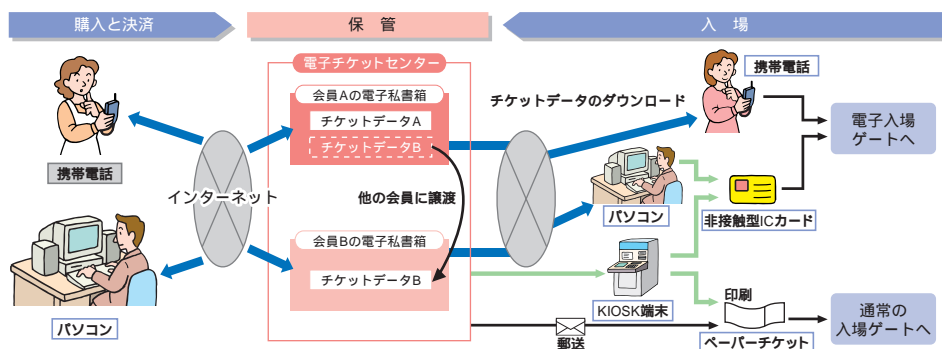 購入と決済
保　管
入　場
電子チケットセンター
会員Aの電子私書箱
チケットデータA
チケットデータB
携帯電話
インターネット
他の会員に譲渡
会員Bの電子私書箱
チケットデータB
パソコン
チケットデータのダウンロード
携帯電話
電子入場
ゲートへ
パソコン
非接触型ICカード
KIOSK端末
印刷
ペーパーチケット
郵送
通常の
入場ゲートへ